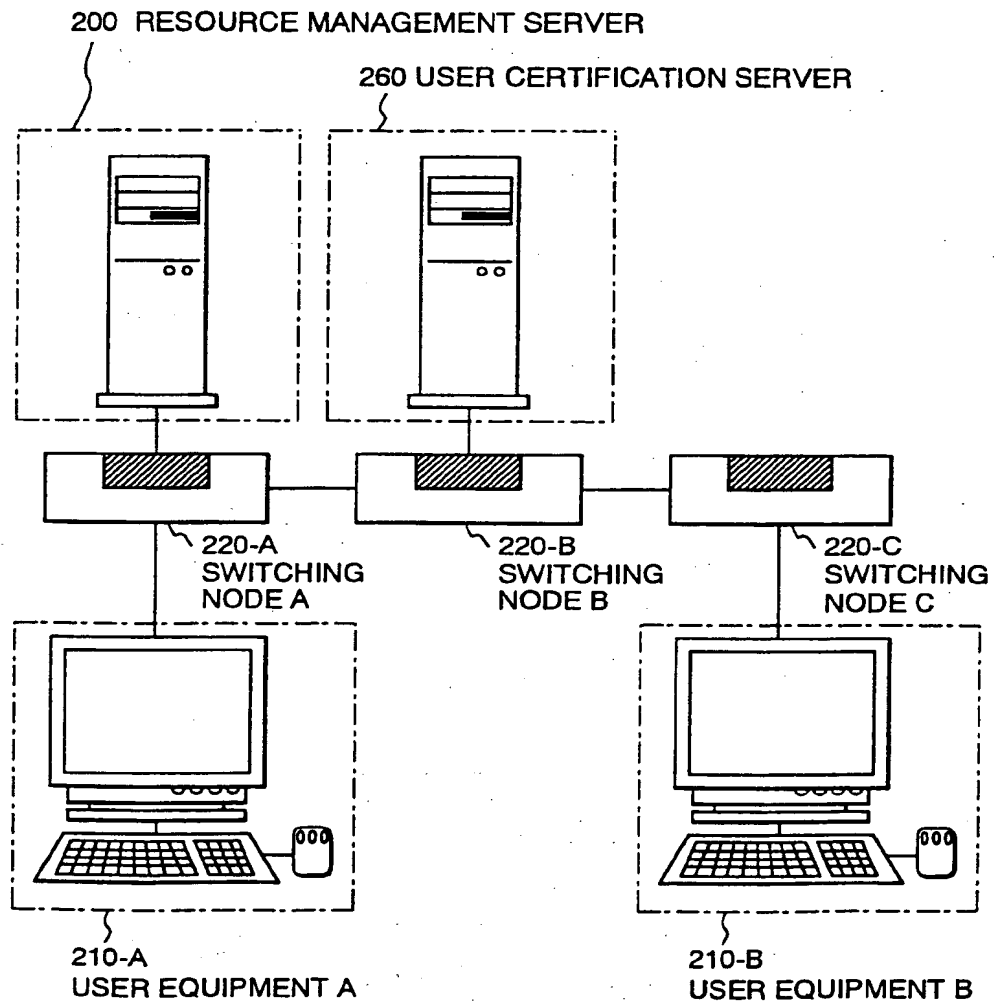 200 RESOURCE MANAGEMENT SERVER
260 USER CERTIFICATION SERVER
220-A
SWITCHING
NODE A
220-B
SWITCHING
NODE B
220-C
SWITCHING
NODE C
210-A
USER EQUIPMENT A
210-B
USER EQUIPMENT B